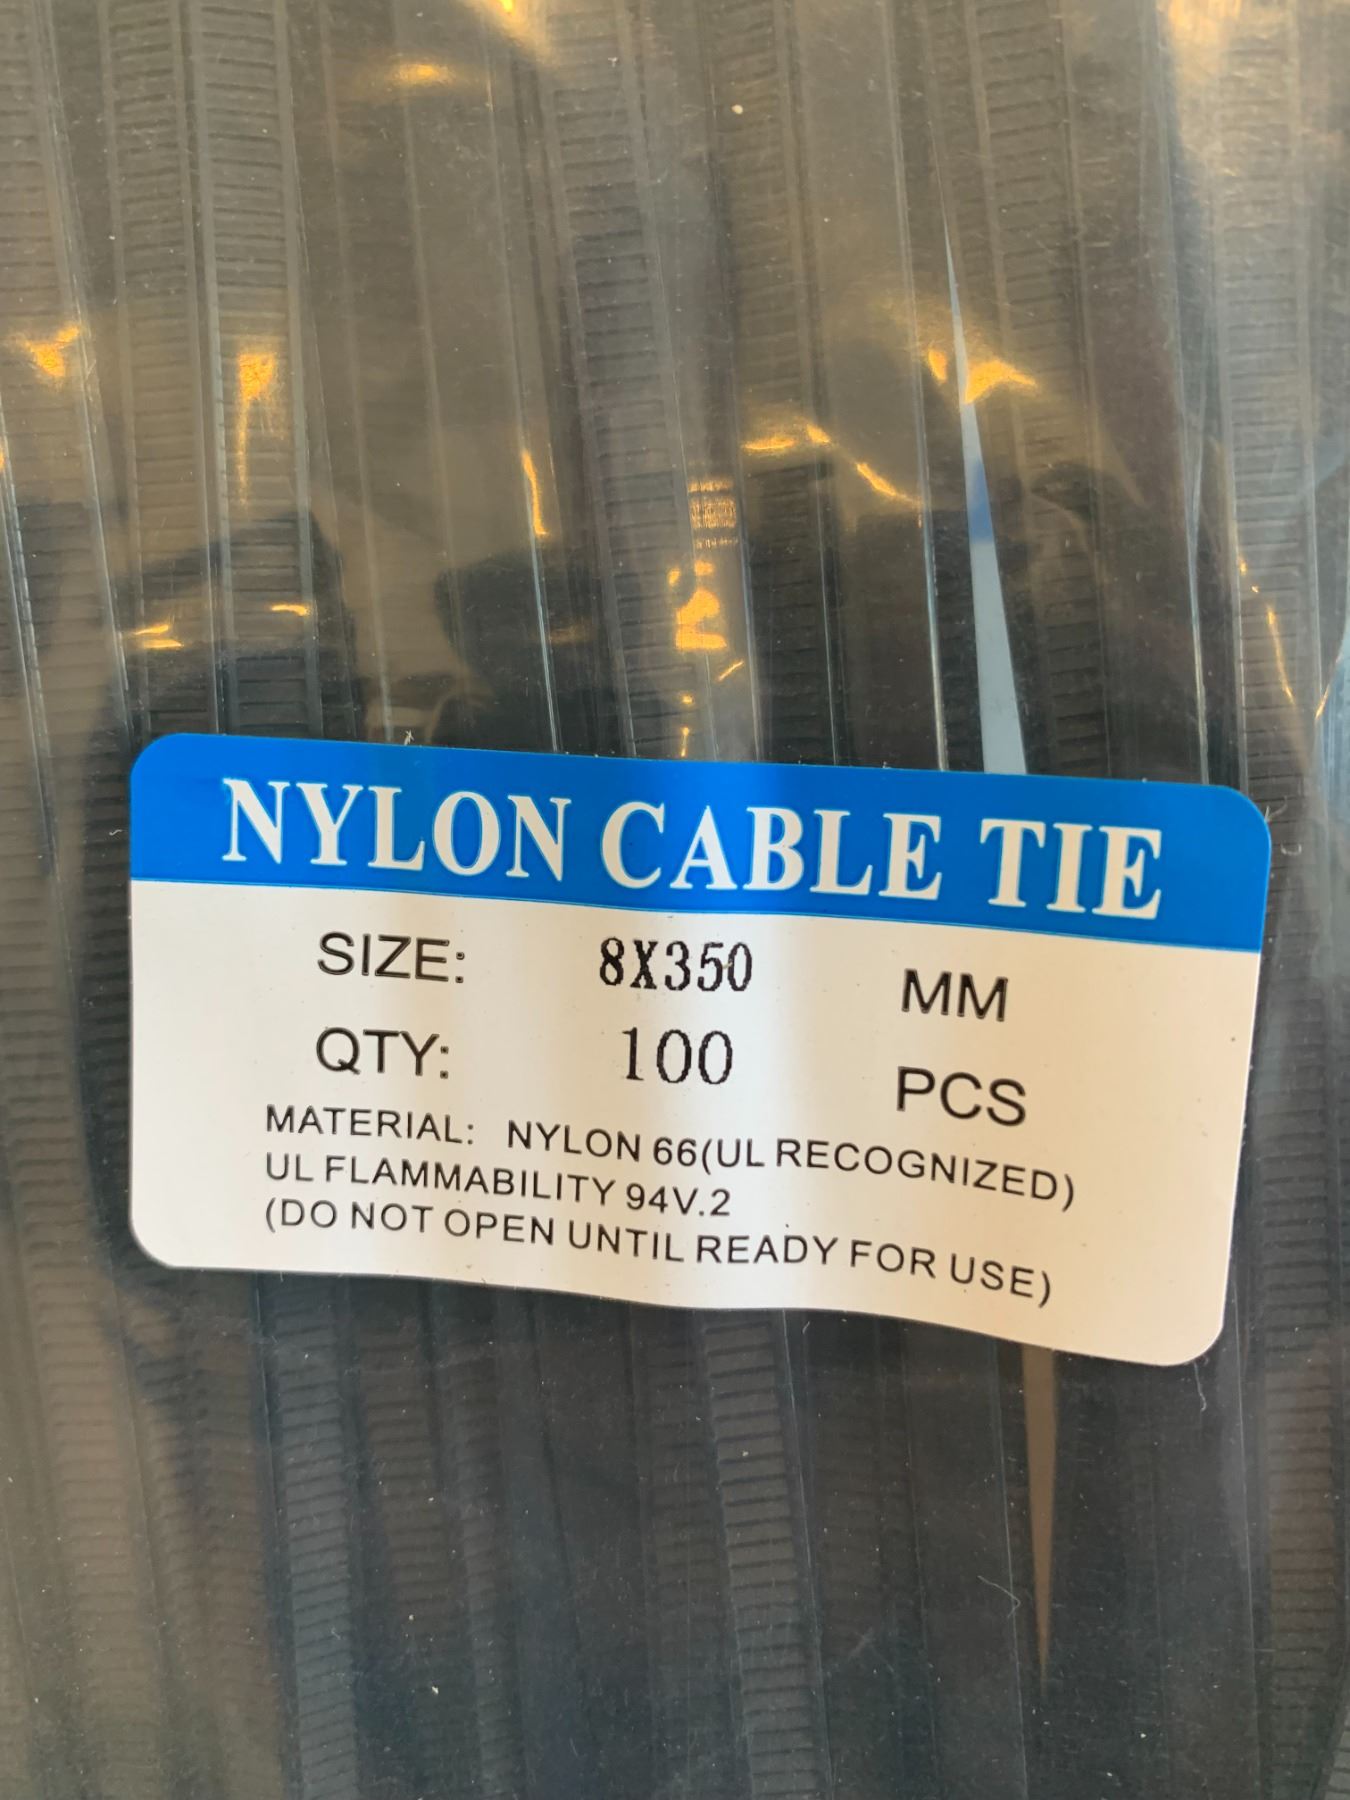 NYLON CABLE TIE
SIZE: 8X350 MM
QTY: 100 PCS
MATERIAL: NYLON 66(UL RECOGNIZED)
UL FLAMMABILITY 94V.2
(DO NOT OPEN UNTIL READY FOR USE)